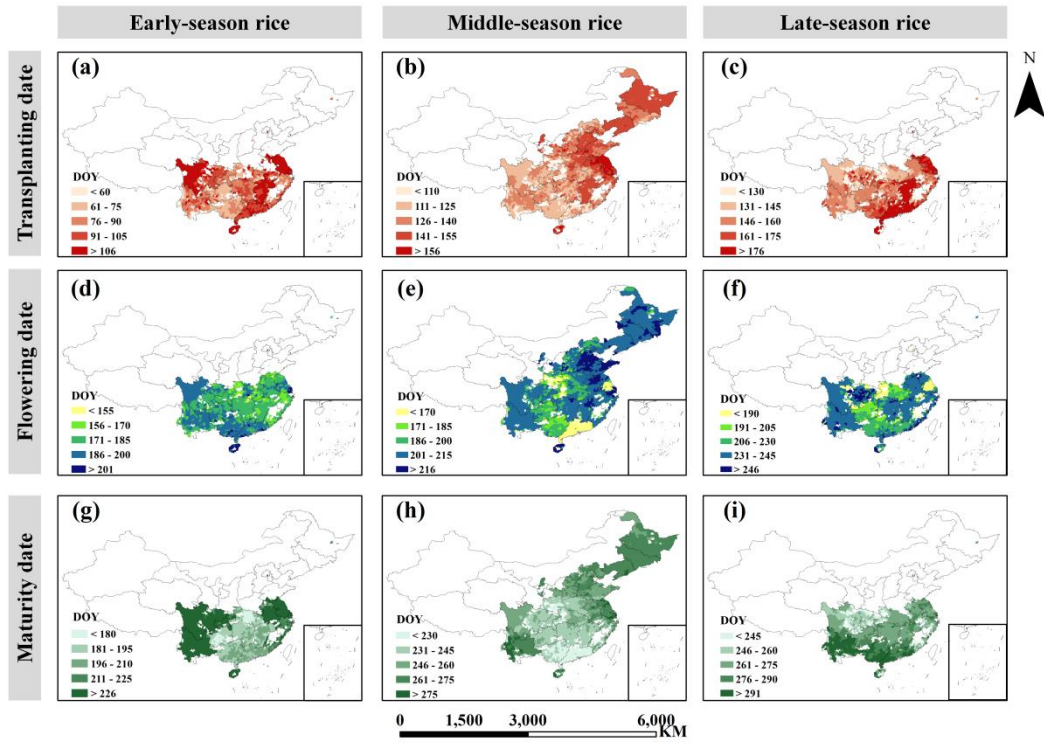 Early-season rice
Middle-season rice
Late-season rice
N
Transplanting date
(a)
DOY
< 60
61 - 75
76 - 90
91 - 105
> 106
(b)
DOY
< 110
111 - 125
126 - 140
141 - 155
> 156
(c)
DOY
< 130
131 - 145
146 - 160
161 - 175
> 176
Flowering date
(d)
DOY
< 155
156 - 170
171 - 185
186 - 200
> 201
(e)
DOY
< 170
171 - 185
186 - 200
201 - 215
> 216
(f)
DOY
< 190
191 - 205
206 - 230
231 - 245
> 246
Maturity date
(g)
DOY
< 180
181 - 195
196 - 210
211 - 225
> 226
(h)
DOY
< 230
231 - 245
246 - 260
261 - 275
> 275
(i)
DOY
< 245
246 - 260
261 - 275
276 - 290
> 291
0 1,500 3,000 6,000
KM